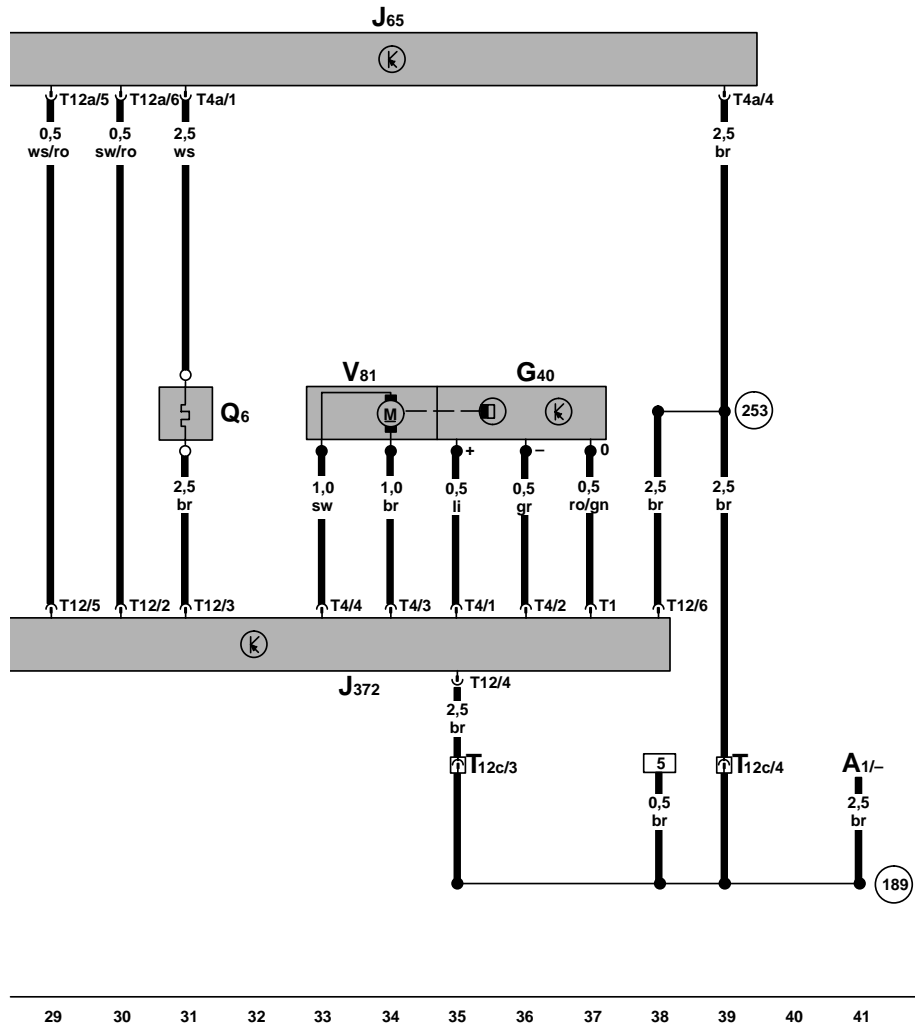 J65
T12a/5 T12a/6 T4a/1 T4a/4
0,5 0,5 2,5 2,5
ws/ro sw/ro ws br
V81 G40
M
Q6
253
+ – 0
2,5 1,0 1,0 0,5 0,5 0,5 2,5 2,5
br sw br li gr ro/gn br br
T12/5 T12/2 T12/3 T4/4 T4/3 T4/1 T4/2 T1 T12/6
J372
T12/4
2,5
br
T12c/3 5 T12c/4 A1/–
0,5 2,5
br br
189
29 30 31 32 33 34 35 36 37 38 39 40 41